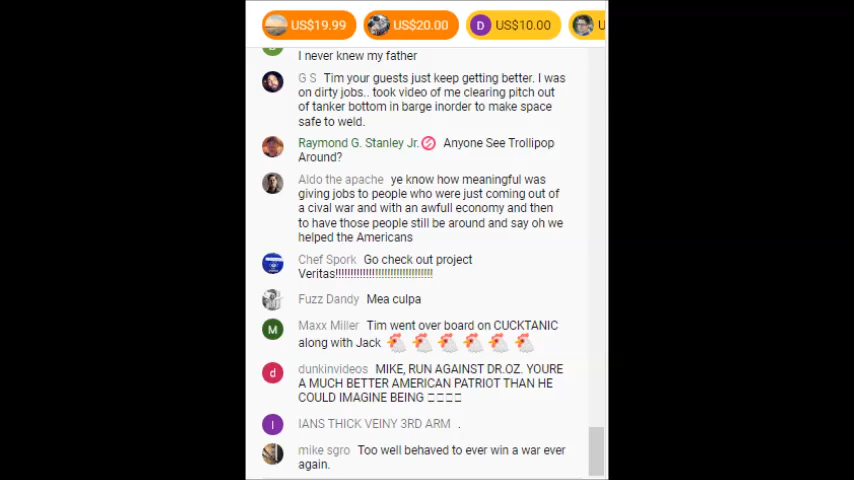 US$19.99 US$20.00 D US$10.00 U
I never knew my father
G S Tim your guests just keep getting better. I was
on dirty jobs.. took video of me clearing pitch out
of tanker bottom in barge inorder to make space
safe to weld.
Raymond G. Stanley Jr. Anyone See Trollipop
Around?
Aldo the apache ye know how meaningful was
giving jobs to people who were just coming out of
a cival war and with an awfull economy and then
to have those people still be around and say oh we
helped the Americans
Chef Spork Go check out project
Veritas!!!!!!!!!!!!!!!!!!!!!!!!!!!!!!!!!
Fuzz Dandy Mea culpa
M Maxx Miller Tim went over board on CUCKTANIC
along with Jack 🐔 🐔 🐔 🐔 🐔 🐔
d dunkinvideos MIKE, RUN AGAINST DR.OZ. YOURE
A MUCH BETTER AMERICAN PATRIOT THAN HE
COULD IMAGINE BEING □□□□
I IANS THICK VEINY 3RD ARM .
mike sgro Too well behaved to ever win a war ever
again.